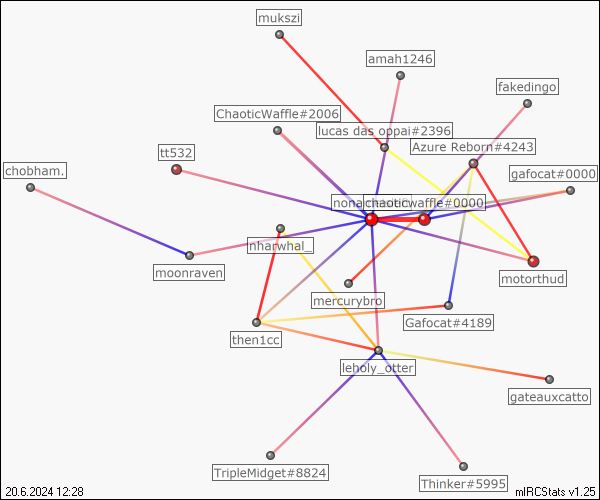 mukszi
amah1246
fakedingo
ChaoticWaffle#2006
lucas das oppai#2396
Azure Reborn#4243
tt532
chobham.
gafocat#0000
chaoticwaffle#0000
nharwhal_
moonraven
motorthud
mercurybro
Gafocat#4189
then1cc
leholy_otter
gateauxcatto
TripleMidget#8824
Thinker#5995
20.6.2024 12:28
mIRCStats v1.25